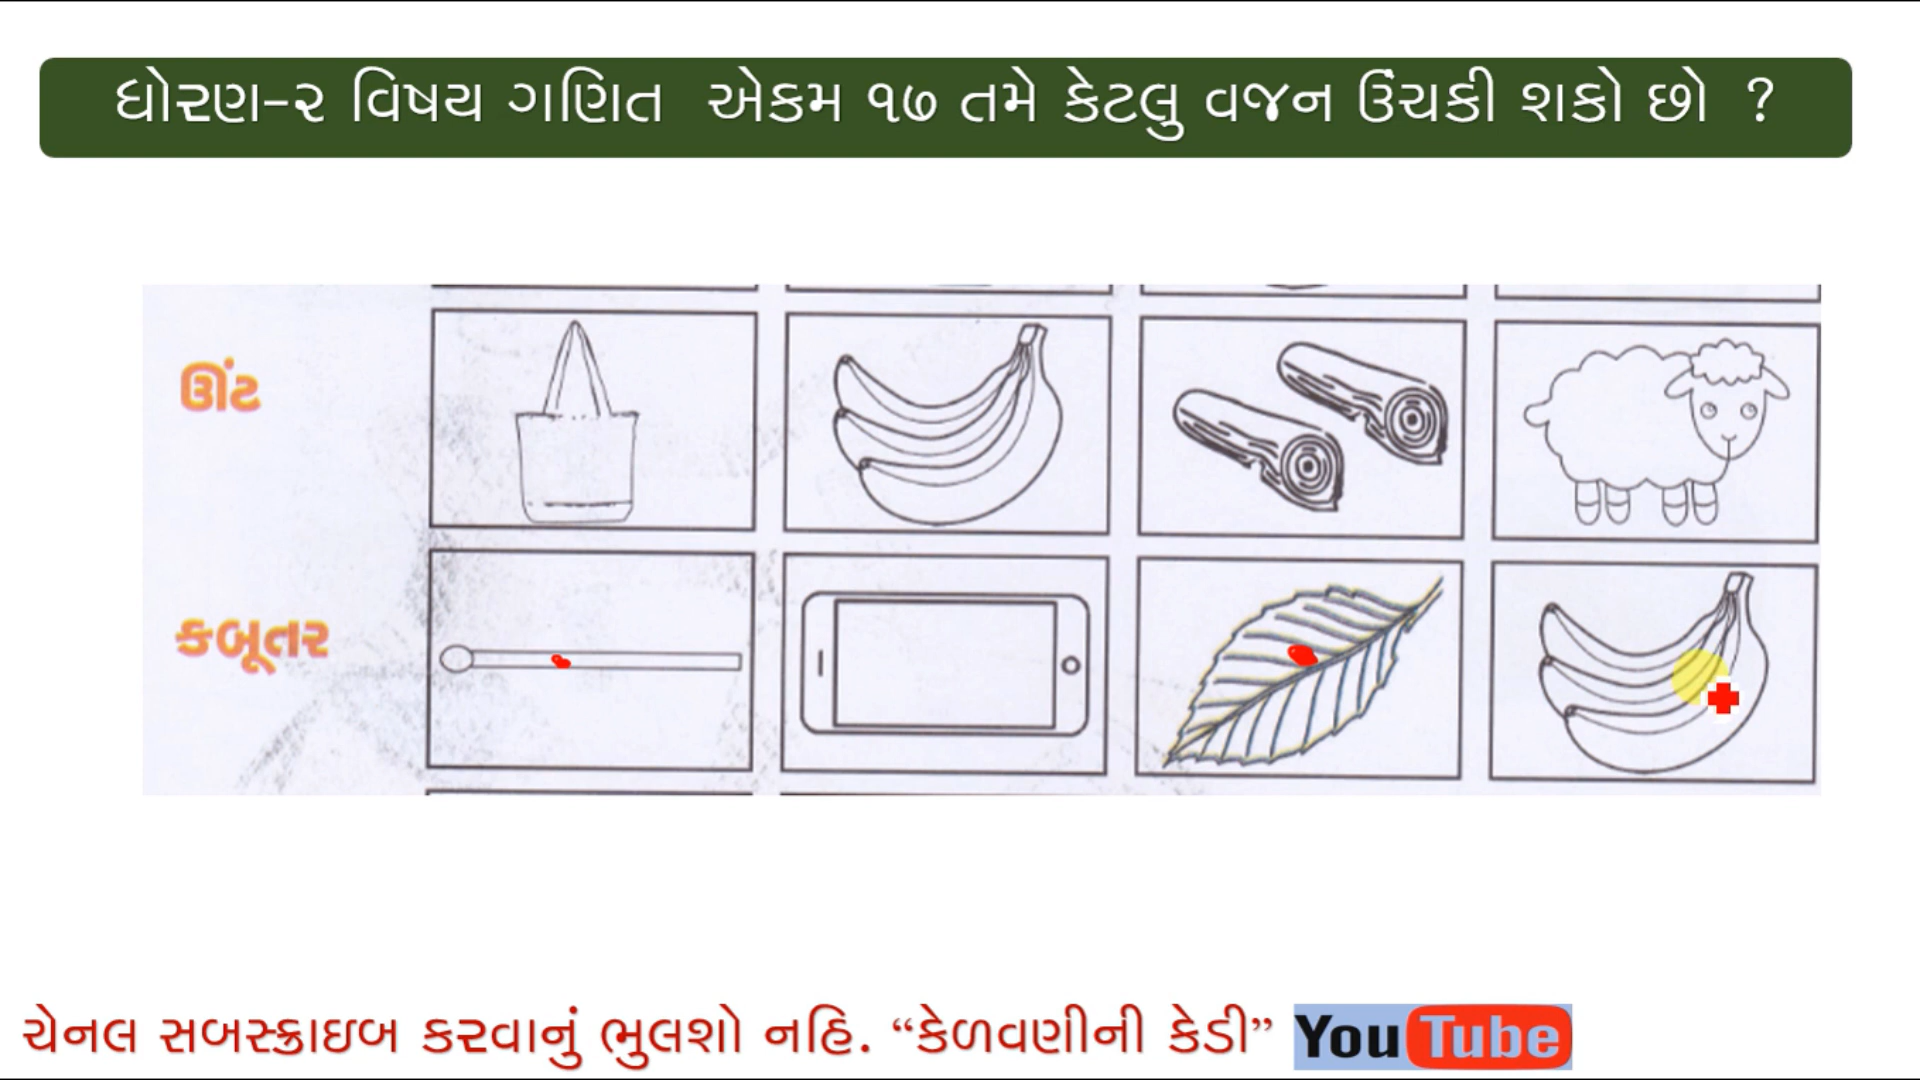 ધોરણ-૨ વિષય ગણિત એકમ ૧૭ તમે કેટલુ વજન ઉંચકી શકો છો ?
ઊંટ
કબૂતર
ચેનલ સબસ્ક્રાઇબ કરવાનું ભુલશો નહિ. “કેળવણીની કેડી” YouTube